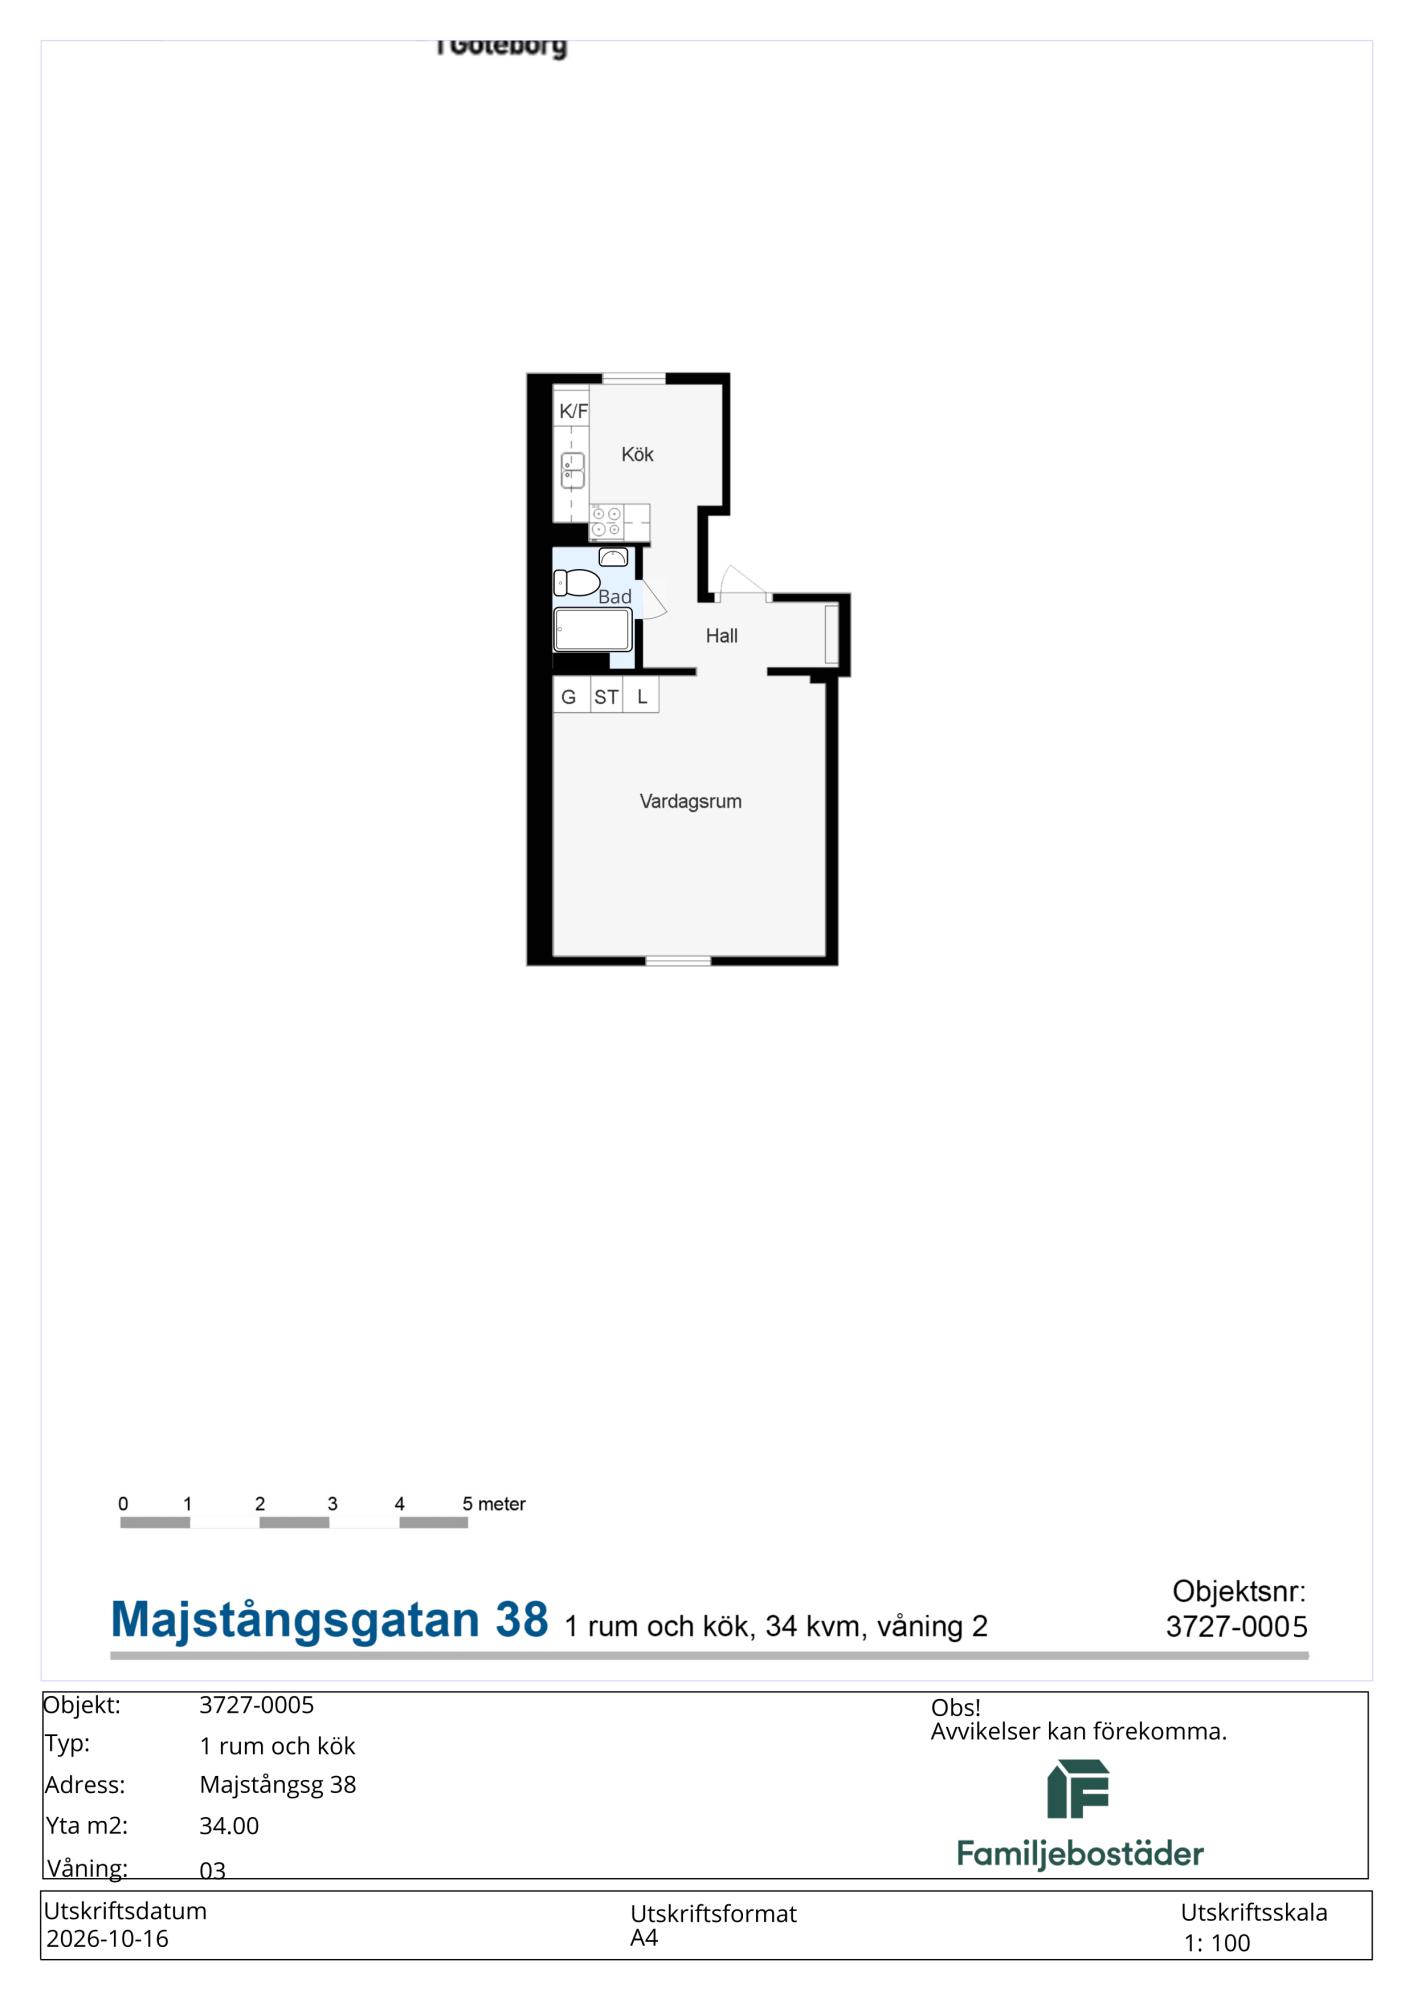 i Göteborg
K/F
Kök
Bad
Hall
G ST L
Vardagsrum
0 1 2 3 4 5 meter
Majstångsgatan 38 1 rum och kök, 34 kvm, våning 2
Objektsnr:
3727-0005
Objekt: 3727-0005
Typ: 1 rum och kök
Adress: Majstångsg 38
Yta m2: 34.00
Våning: 03
Obs!
Avvikelser kan förekomma.
Familjebostäder
Utskriftsdatum
2026-10-16
Utskriftsformat
A4
Utskriftsskala
1: 100